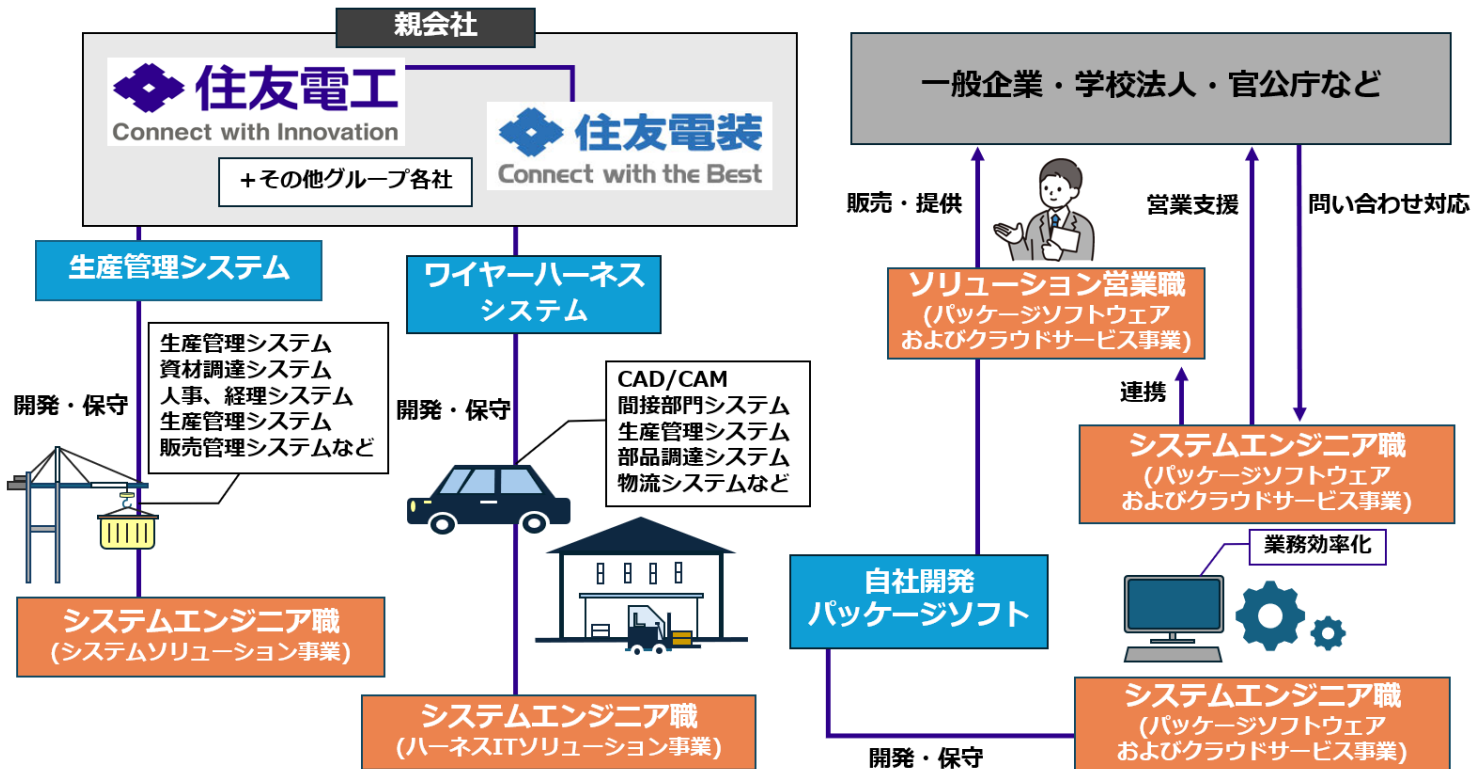 親会社
住友電工
Connect with Innovation
住友電装
Connect with the Best
+その他グループ各社
生産管理システム
ワイヤーハーネス
システム
開発・保守
生産管理システム
資材調達システム
人事、経理システム
生産管理システム
販売管理システムなど
開発・保守
CAD/CAM
間接部門システム
生産管理システム
部品調達システム
物流システムなど
システムエンジニア職
(システムソリューション事業)
システムエンジニア職
(ハーネスITソリューション事業)
一般企業・学校法人・官公庁など
販売・提供
営業支援
問い合わせ対応
ソリューション営業職
(パッケージソフトウェア
およびクラウドサービス事業)
連携
システムエンジニア職
(パッケージソフトウェア
およびクラウドサービス事業)
業務効率化
自社開発
パッケージソフト
システムエンジニア職
(パッケージソフトウェア
およびクラウドサービス事業)
開発・保守